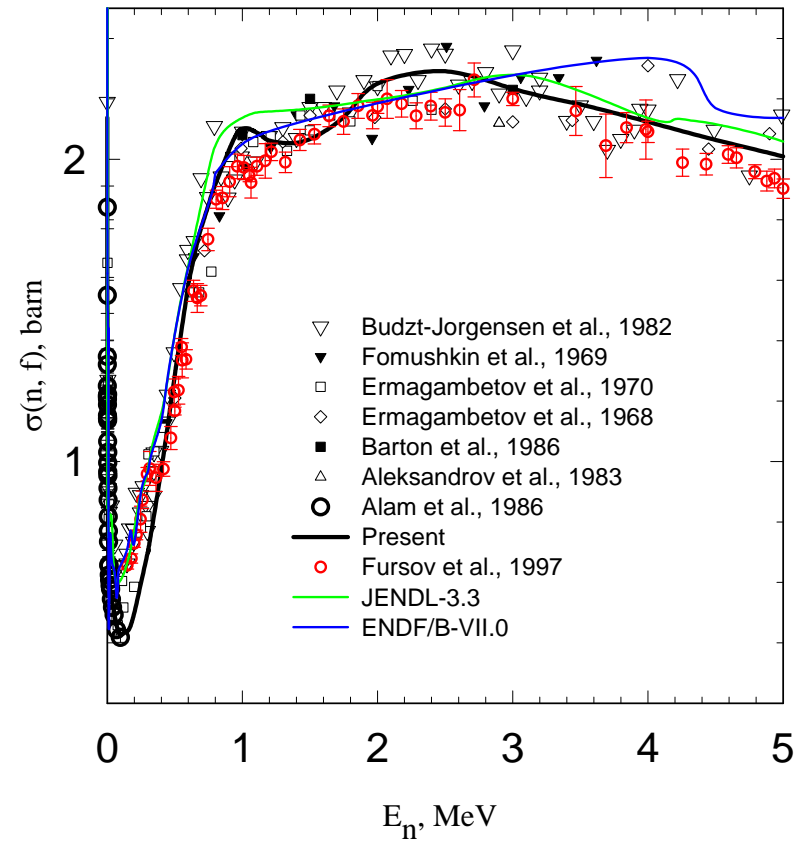 2
1
σ(n, f), barn
Budzt-Jorgensen et al., 1982
Fomushkin et al., 1969
Ermagambetov et al., 1970
Ermagambetov et al., 1968
Barton et al., 1986
Aleksandrov et al., 1983
Alam et al., 1986
Present
Fursov et al., 1997
JENDL-3.3
ENDF/B-VII.0
0 1 2 3 4 5
En, MeV